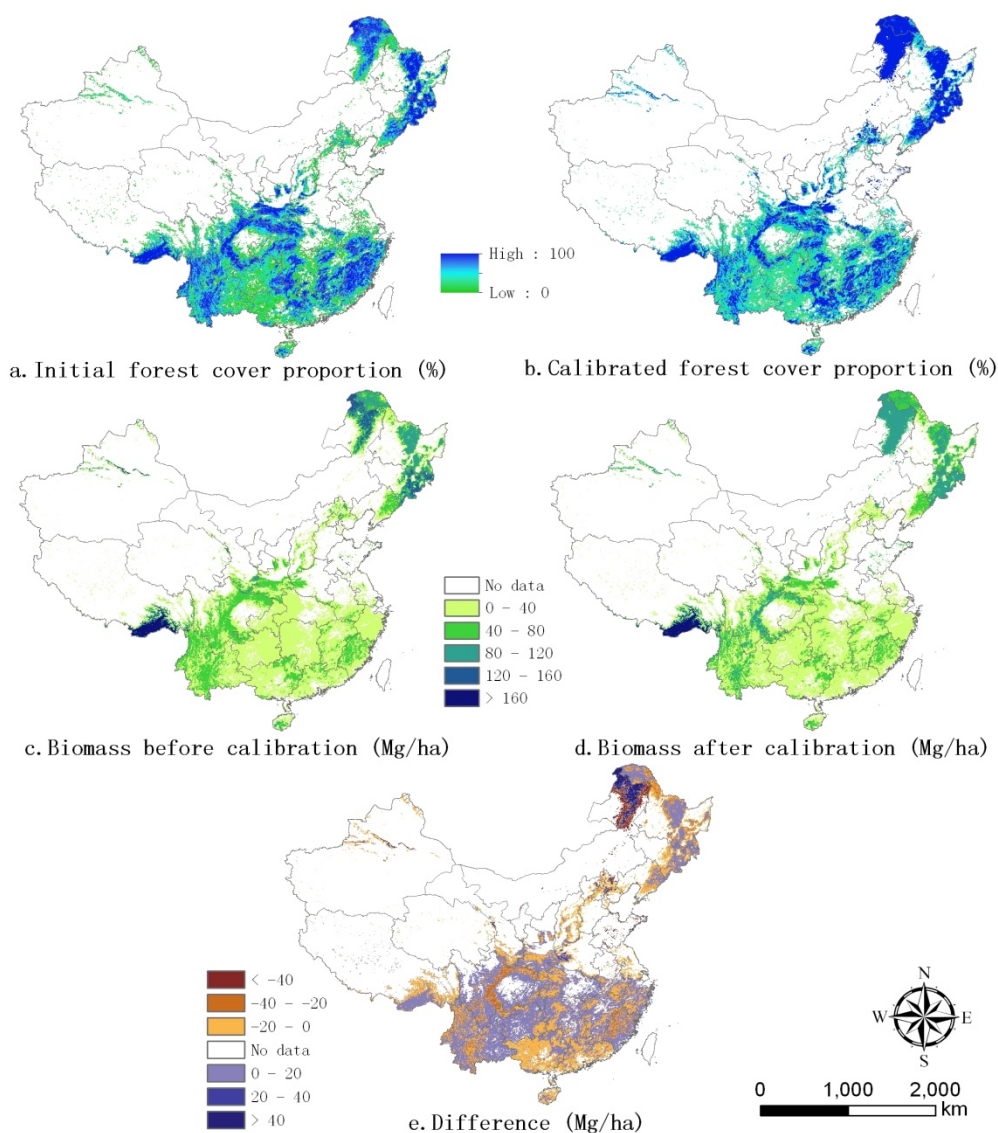 High : 100
Low : 0
a.Initial forest cover proportion (%)
b.Calibrated forest cover proportion (%)
No data
0 - 40
40 - 80
80 - 120
120 - 160
> 160
c.Biomass before calibration (Mg/ha)
d.Biomass after calibration (Mg/ha)
< -40
-40 - -20
-20 - 0
No data
0 - 20
20 - 40
> 40
e.Difference (Mg/ha)
N
W E
S
0 1,000 2,000
km